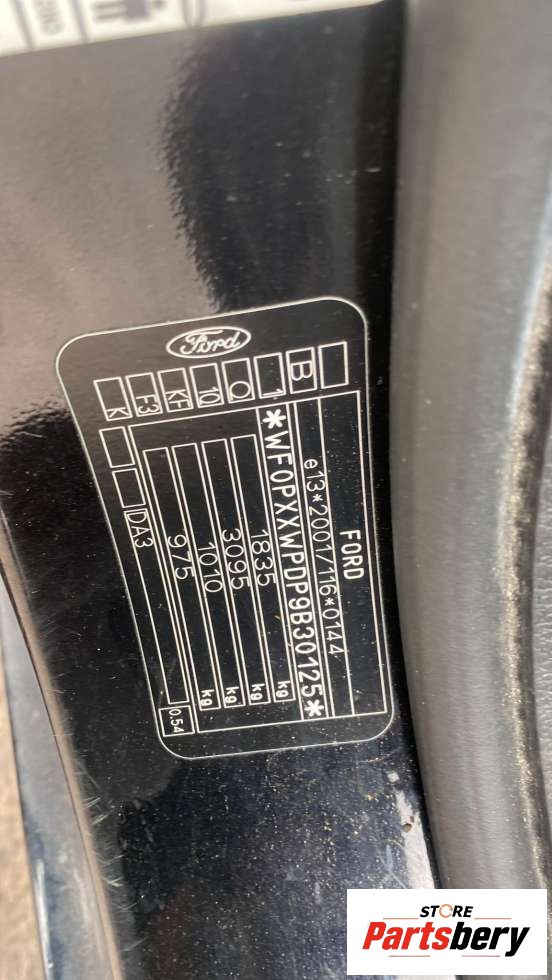 Ford
FORD
e13*2001/116*0144
*WF0PXXWPDP9B30125*
1835 kg
3095 kg
1010 kg
975
kg
B
1
Q
10
KF
F3
K
DA3
0.54
STORE
Partsbery